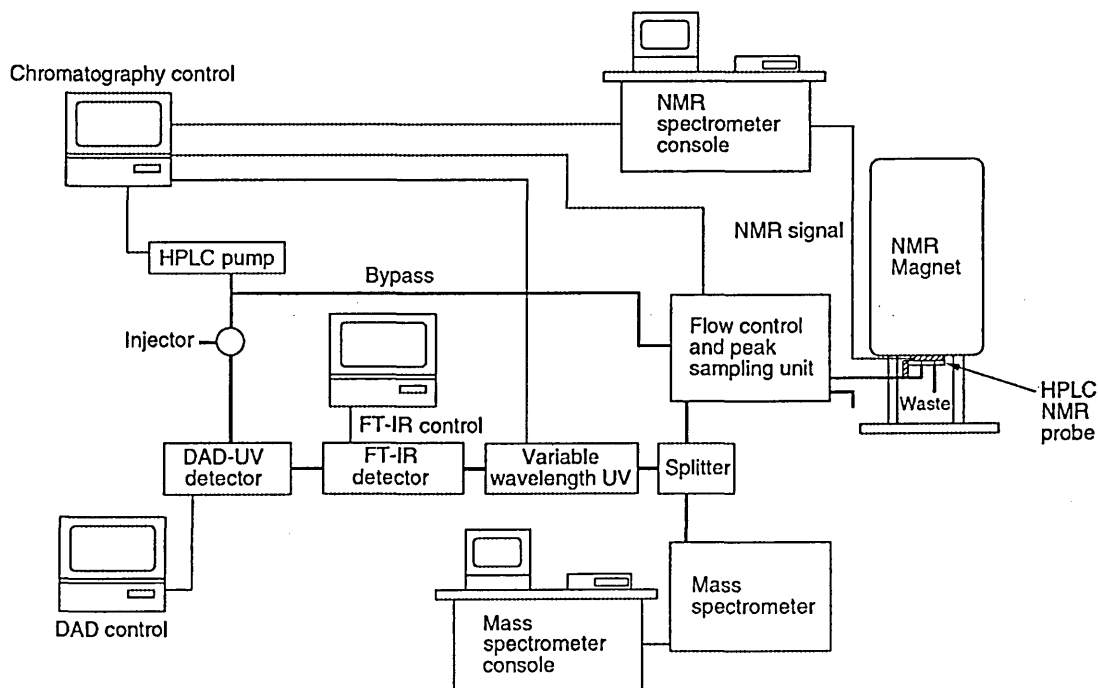 Chromatography control
NMR
spectrometer
console
NMR signal
NMR
Magnet
HPLC pump
Bypass
Injector
Flow control
and peak
sampling unit
Waste
HPLC
NMR
probe
FT-IR control
DAD-UV
detector
FT-IR
detector
Variable
wavelength UV
Splitter
DAD control
Mass
spectrometer
console
Mass
spectrometer